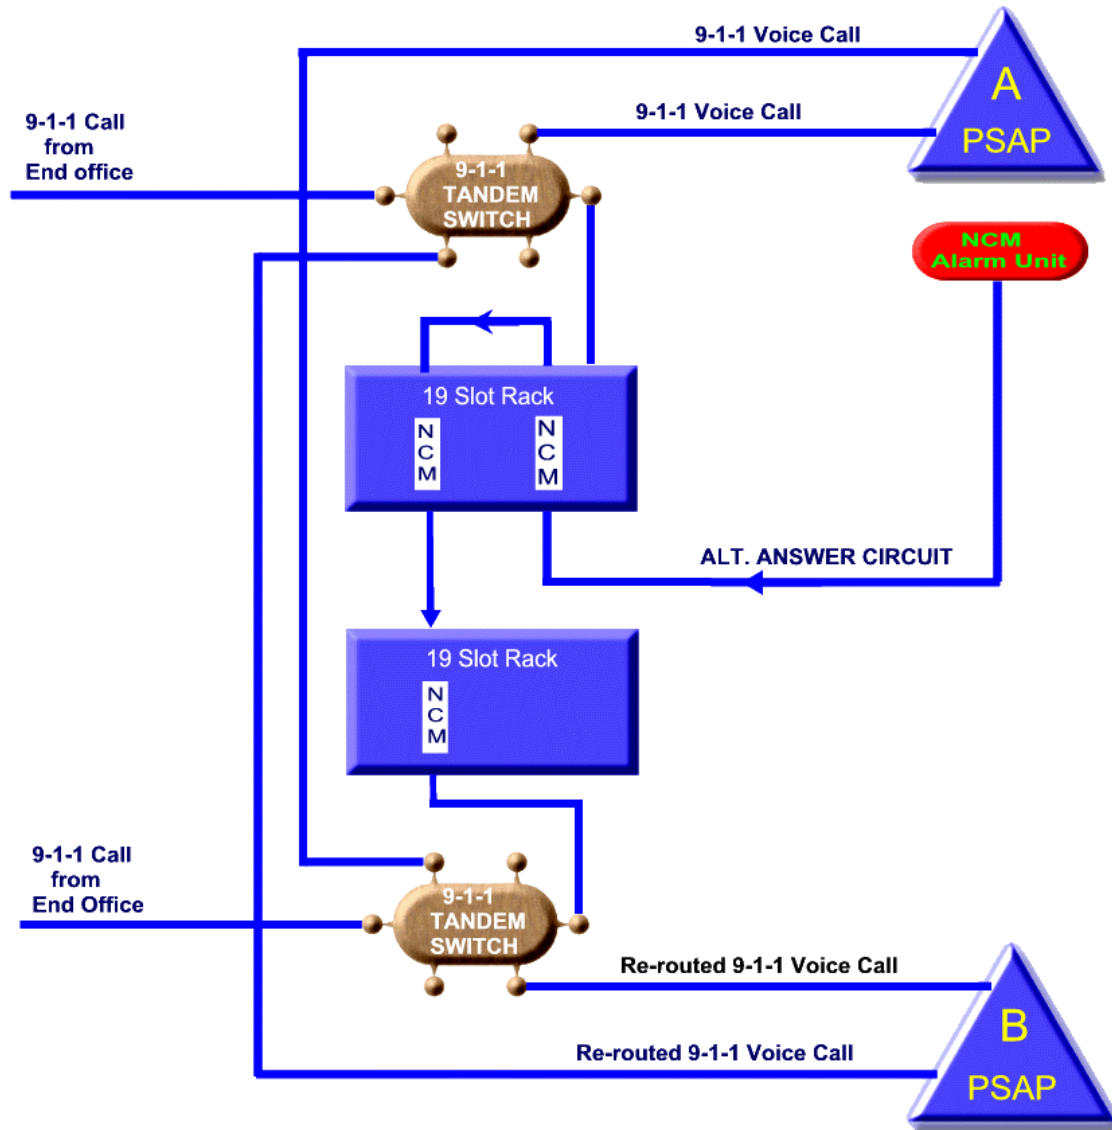 9-1-1 Voice Call
A
PSAP
9-1-1 Voice Call
9-1-1 Call
from
End office
9-1-1
TANDEM
SWITCH
NCM
Alarm Unit
19 Slot Rack
N
C
M
N
C
M
ALT. ANSWER CIRCUIT
19 Slot Rack
N
C
M
9-1-1 Call
from
End Office
9-1-1
TANDEM
SWITCH
Re-routed 9-1-1 Voice Call
B
PSAP
Re-routed 9-1-1 Voice Call